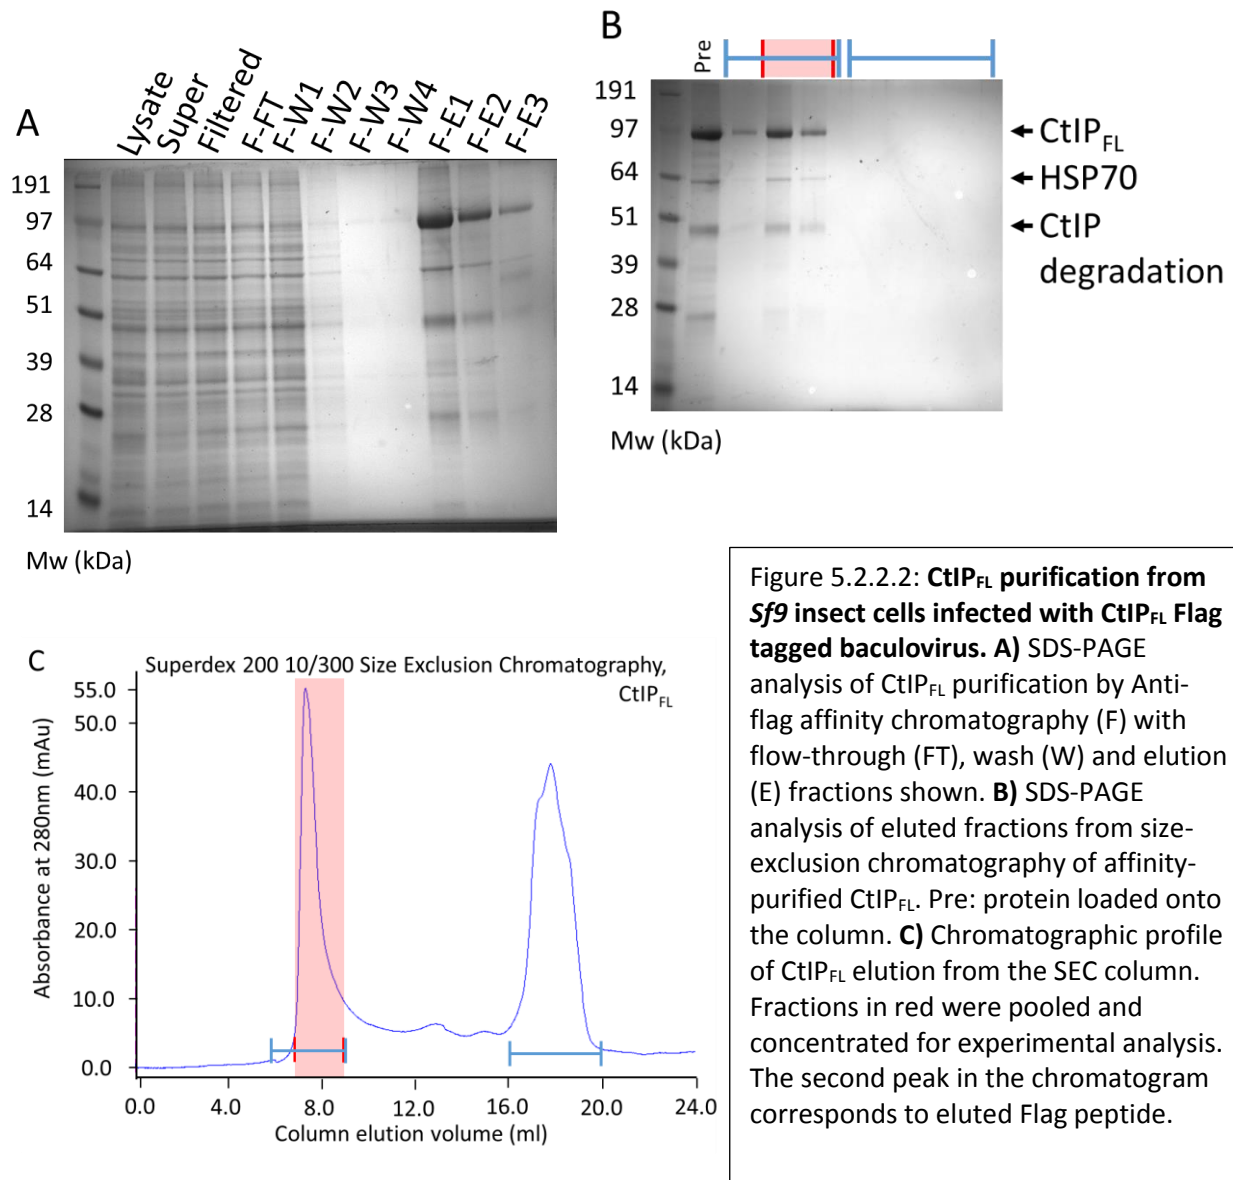 A
Lysate
Super
Filtered
F-FT
F-W1
F-W2
F-W3
F-W4
F-E1
F-E2
F-E3
191
97
64
51
39
28
14
Mw (kDa)
B
Pre
191
97
64
51
39
28
14
Mw (kDa)
CtIPFL
HSP70
CtIP
degradation
C
Superdex 200 10/300 Size Exclusion Chromatography,
CtIPFL
Absorbance at 280nm (mAu)
55.0
50.0
40.0
30.0
20.0
10.0
0.0
0.0 4.0 8.0 12.0 16.0 20.0 24.0
Column elution volume (ml)
Figure 5.2.2.2: CtIPFL purification from
Sf9 insect cells infected with CtIPFL Flag
tagged baculovirus. A) SDS-PAGE
analysis of CtIPFL purification by Anti-
flag affinity chromatography (F) with
flow-through (FT), wash (W) and elution
(E) fractions shown. B) SDS-PAGE
analysis of eluted fractions from size-
exclusion chromatography of affinity-
purified CtIPFL. Pre: protein loaded onto
the column. C) Chromatographic profile
of CtIPFL elution from the SEC column.
Fractions in red were pooled and
concentrated for experimental analysis.
The second peak in the chromatogram
corresponds to eluted Flag peptide.